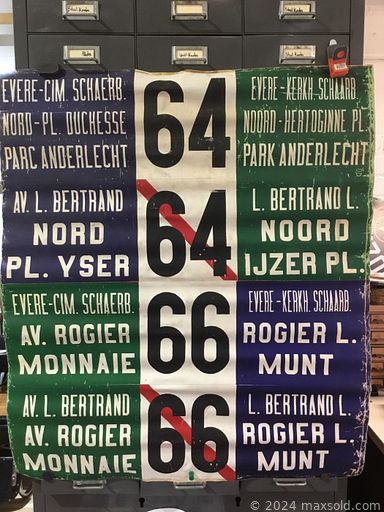 EVERE-CIM. SCHAERB. 64 EVERE-KERKH. SCHAARB.
NORD-PL. DUCHESSE NOORD-HERTOGINNE PL.
PARC ANDERLECHT PARK ANDERLECHT
AV. L. BERTRAND 64 L. BERTRAND L.
NORD NOORD
PL. YSER IJZER PL.
EVERE-CIM. SCHAERB. 66 EVERE-KERKH. SCHAARB.
AV. ROGIER ROGIER L.
MONNAIE MUNT
AV. L. BERTRAND 66 L. BERTRAND L.
AV. ROGIER ROGIER L.
MONNAIE MUNT
© 2024 maxsold.com